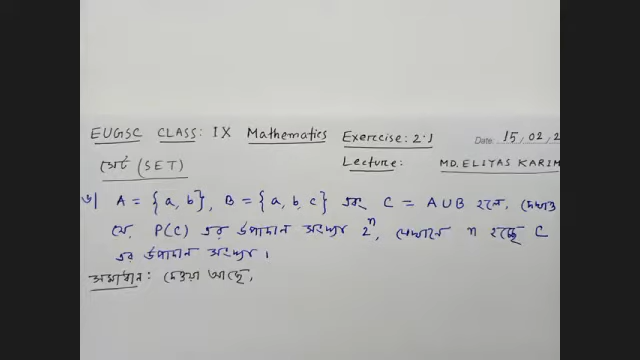 EUGSC CLASS: IX Mathematics Exercise: 2.1 Date: 15, 02, 2
সেট (SET) Lecture: MD. ELIYAS KARIM
৬| A = {a, b}, B = {a, b, c} এবং C = A∪B হলে, দেখাও
যে P(C) এর উপাদান সংখ্যা 2ⁿ, যেখানে n হচ্ছে C
এর উপাদান সংখ্যা।
সমাধান: দেওয়া আছে,